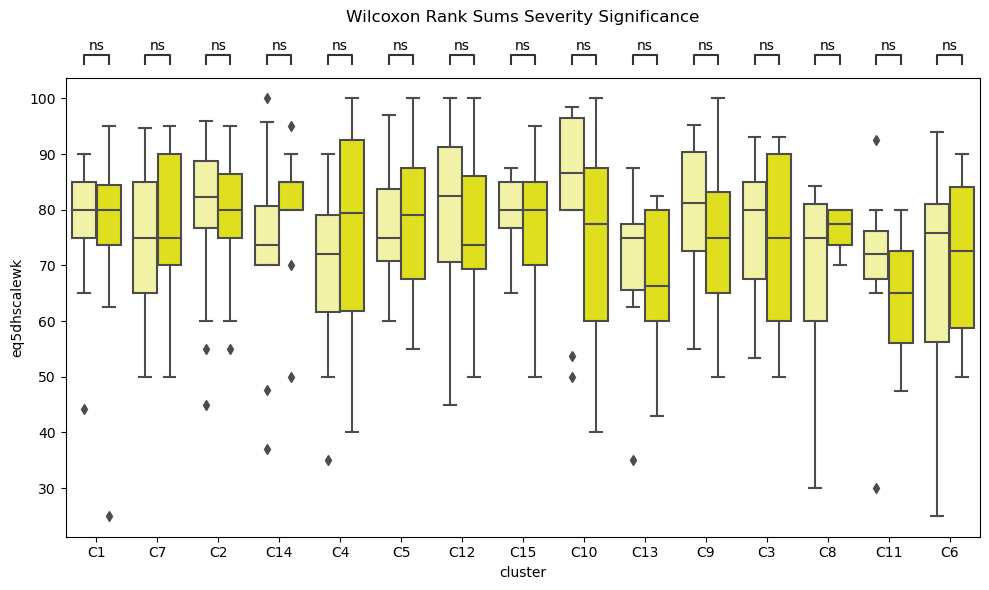 Wilcoxon Rank Sums Severity Significance
ns ns ns ns ns ns ns ns ns ns ns ns ns ns ns
100
90
80
70
60
50
40
30
eq5dhscalewk
C1 C7 C2 C14 C4 C5 C12 C15 C10 C13 C9 C3 C8 C11 C6
cluster